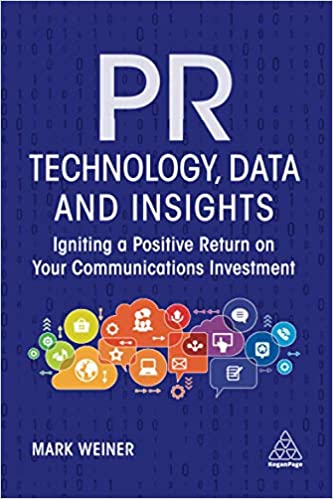 PR
TECHNOLOGY, DATA
AND INSIGHTS
Igniting a Positive Return on
Your Communications Investment
MARK WEINER
KoganPage